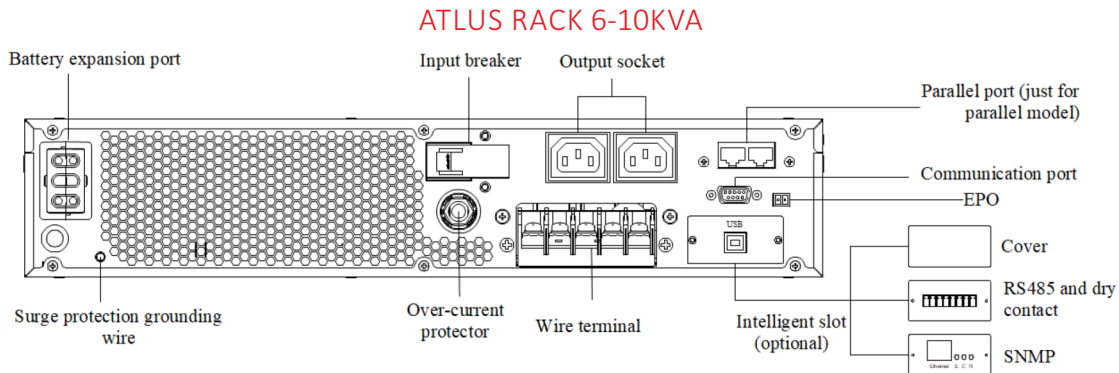 ATLUS RACK 6-10KVA
Battery expansion port
Input breaker
Output socket
Parallel port (just for
parallel model)
Communication port
EPO
USB
Cover
RS485 and dry
contact
Surge protection grounding
wire
Over-current
protector
Wire terminal
Intelligent slot
(optional)
SNMP
Ethernet S C R